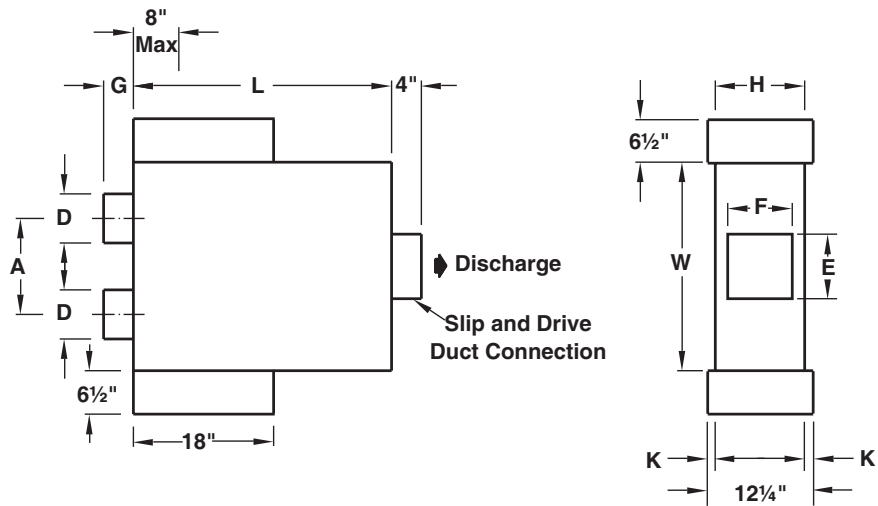 8"
Max
G
L
4"
H
6½"
D
F
A
W
E
Discharge
D
Slip and Drive
Duct Connection
6½"
18"
K
K
12¼"